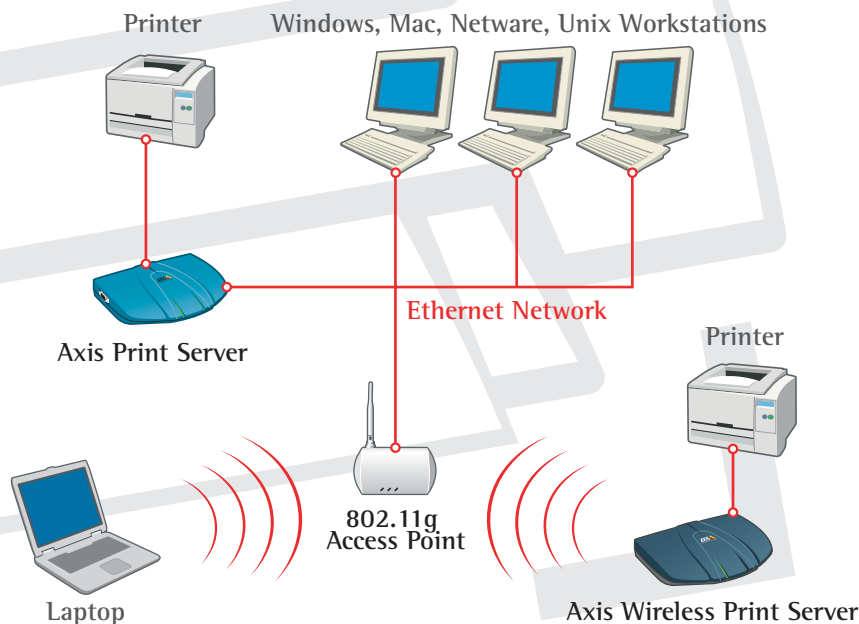 Printer
Windows, Mac, Netware, Unix Workstations
Ethernet Network
Axis Print Server
Printer
802.11g
Access Point
Laptop
Axis Wireless Print Server